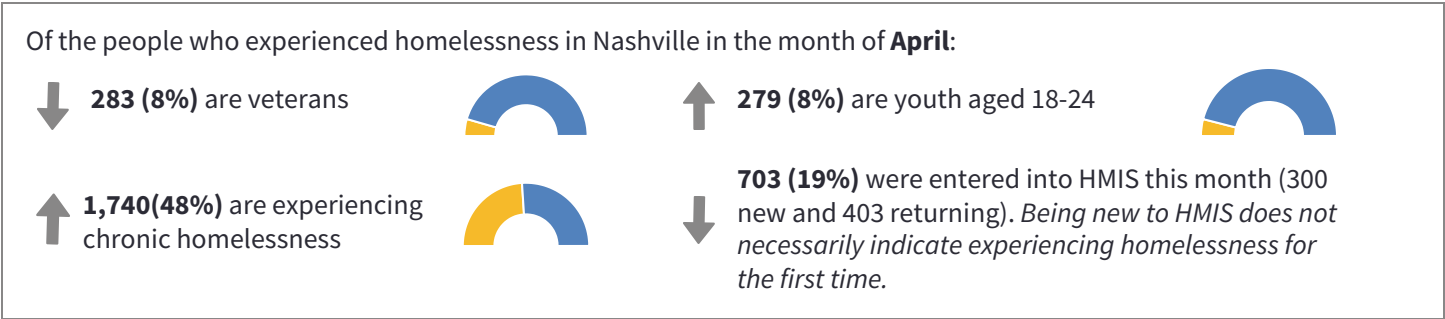 Of the people who experienced homelessness in Nashville in the month of April:
283 (8%) are veterans
279 (8%) are youth aged 18-24
1,740(48%) are experiencing
chronic homelessness
703 (19%) were entered into HMIS this month (300
new and 403 returning). Being new to HMIS does not
necessarily indicate experiencing homelessness for
the first time.